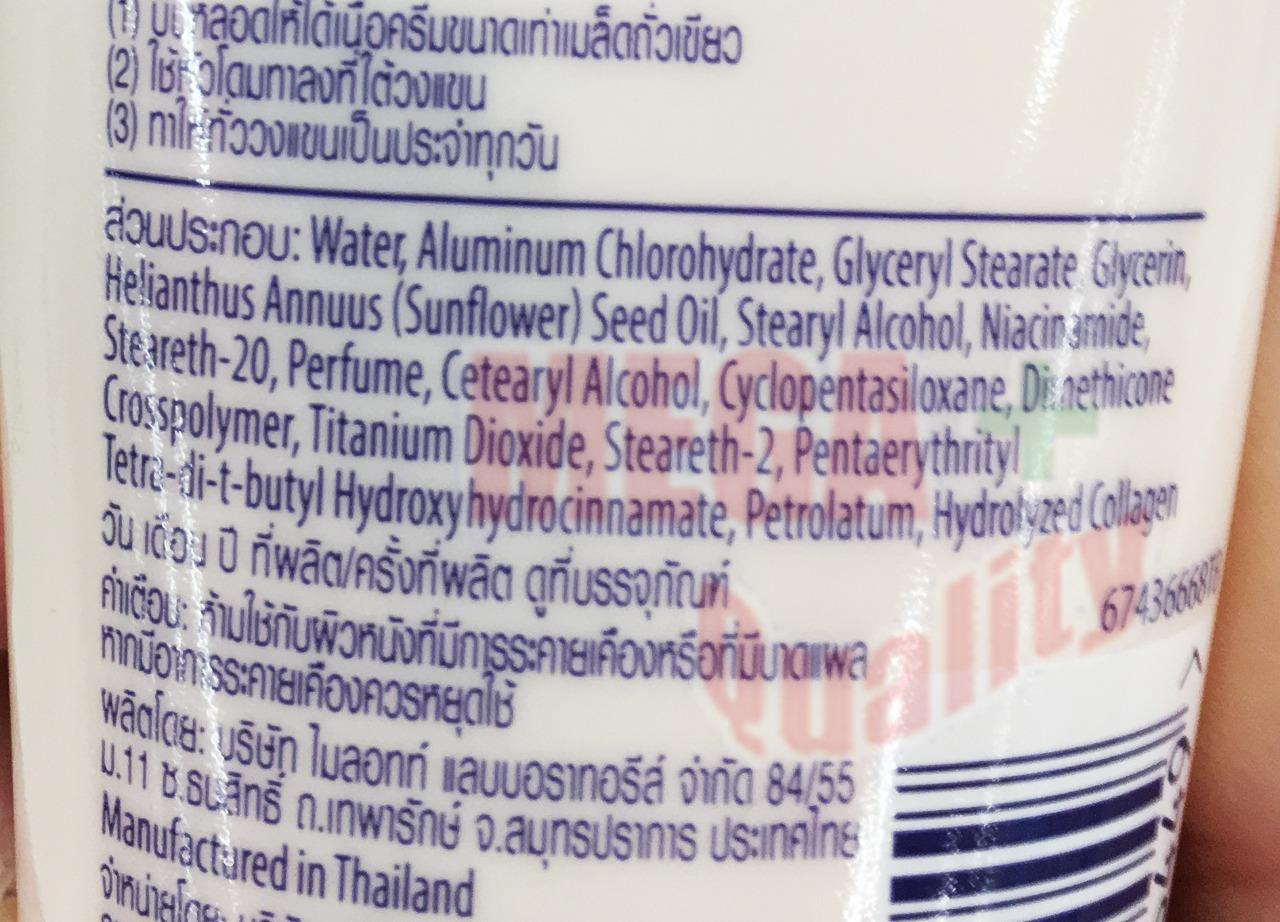 (1) บีบหลอดให้ได้เนื้อครีมขนาดเท่าเมล็ดถั่วเขียว
(2) ใช้หัวโดมทาลงที่ใต้วงแขน
(3) ทาให้ทั่ววงแขนเป็นประจำทุกวัน
ส่วนประกอบ: Water, Aluminum Chlorohydrate, Glyceryl Stearate, Glycerin,
Helianthus Annuus (Sunflower) Seed Oil, Stearyl Alcohol, Niacinamide,
Steareth-20, Perfume, Cetearyl Alcohol, Cyclopentasiloxane, Dimethicone
Crosspolymer, Titanium Dioxide, Steareth-2, Pentaerythrityl
Tetra-di-t-butyl Hydroxyhydrocinnamate, Petrolatum, Hydrolyzed Collagen
วัน เดือน ปี ที่ผลิต/ครั้งที่ผลิต ดูที่บรรจุภัณฑ์
คำเตือน: ห้ามใช้กับผิวหนังที่มีการระคายเคืองหรือที่มีบาดแผล
หากมีอาการระคายเคืองควรหยุดใช้
ผลิตโดย: บริษัท ไมลอทท์ แลบบอราทอรีส์ จำกัด 84/55
ม.11 ซ.ธนสิทธิ์ ถ.เทพารักษ์ จ.สมุทรปราการ ประเทศไทย
Manufactured in Thailand
จำหน่ายโดย:
MEGA +
Quality